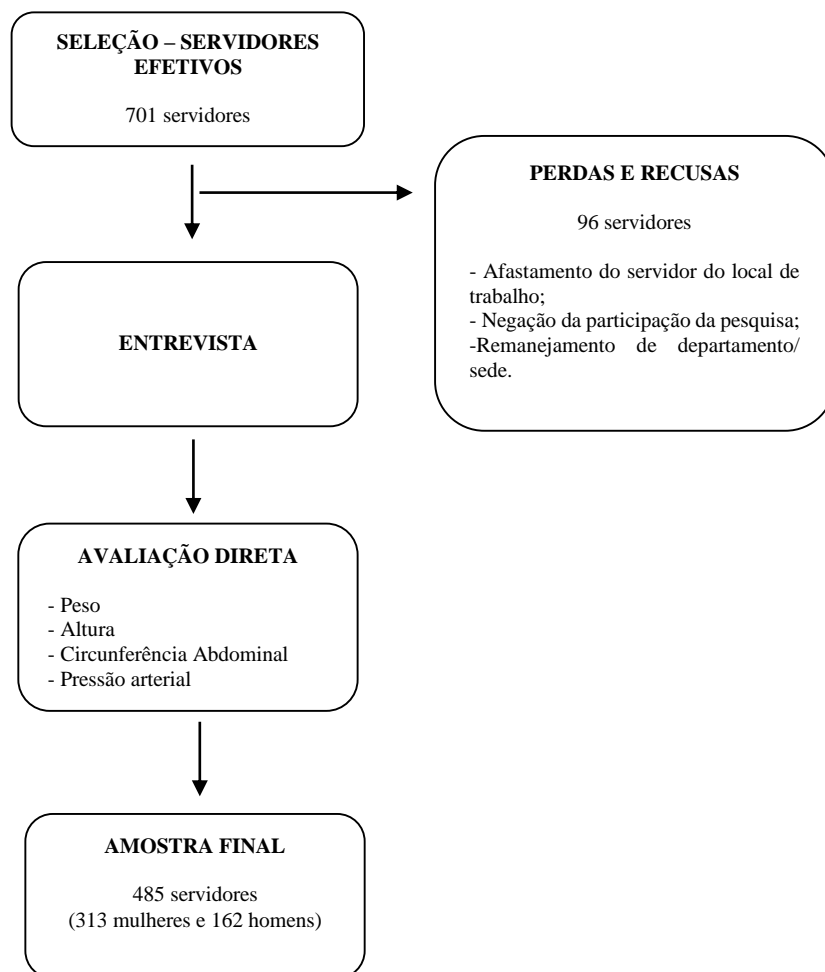 SELEÇÃO – SERVIDORES
EFETIVOS
701 servidores
PERDAS E RECUSAS
96 servidores
- Afastamento do servidor do local de
trabalho;
- Negação da participação da pesquisa;
-Remanejamento de departamento/
sede.
ENTREVISTA
AVALIAÇÃO DIRETA
- Peso
- Altura
- Circunferência Abdominal
- Pressão arterial
AMOSTRA FINAL
485 servidores
(313 mulheres e 162 homens)